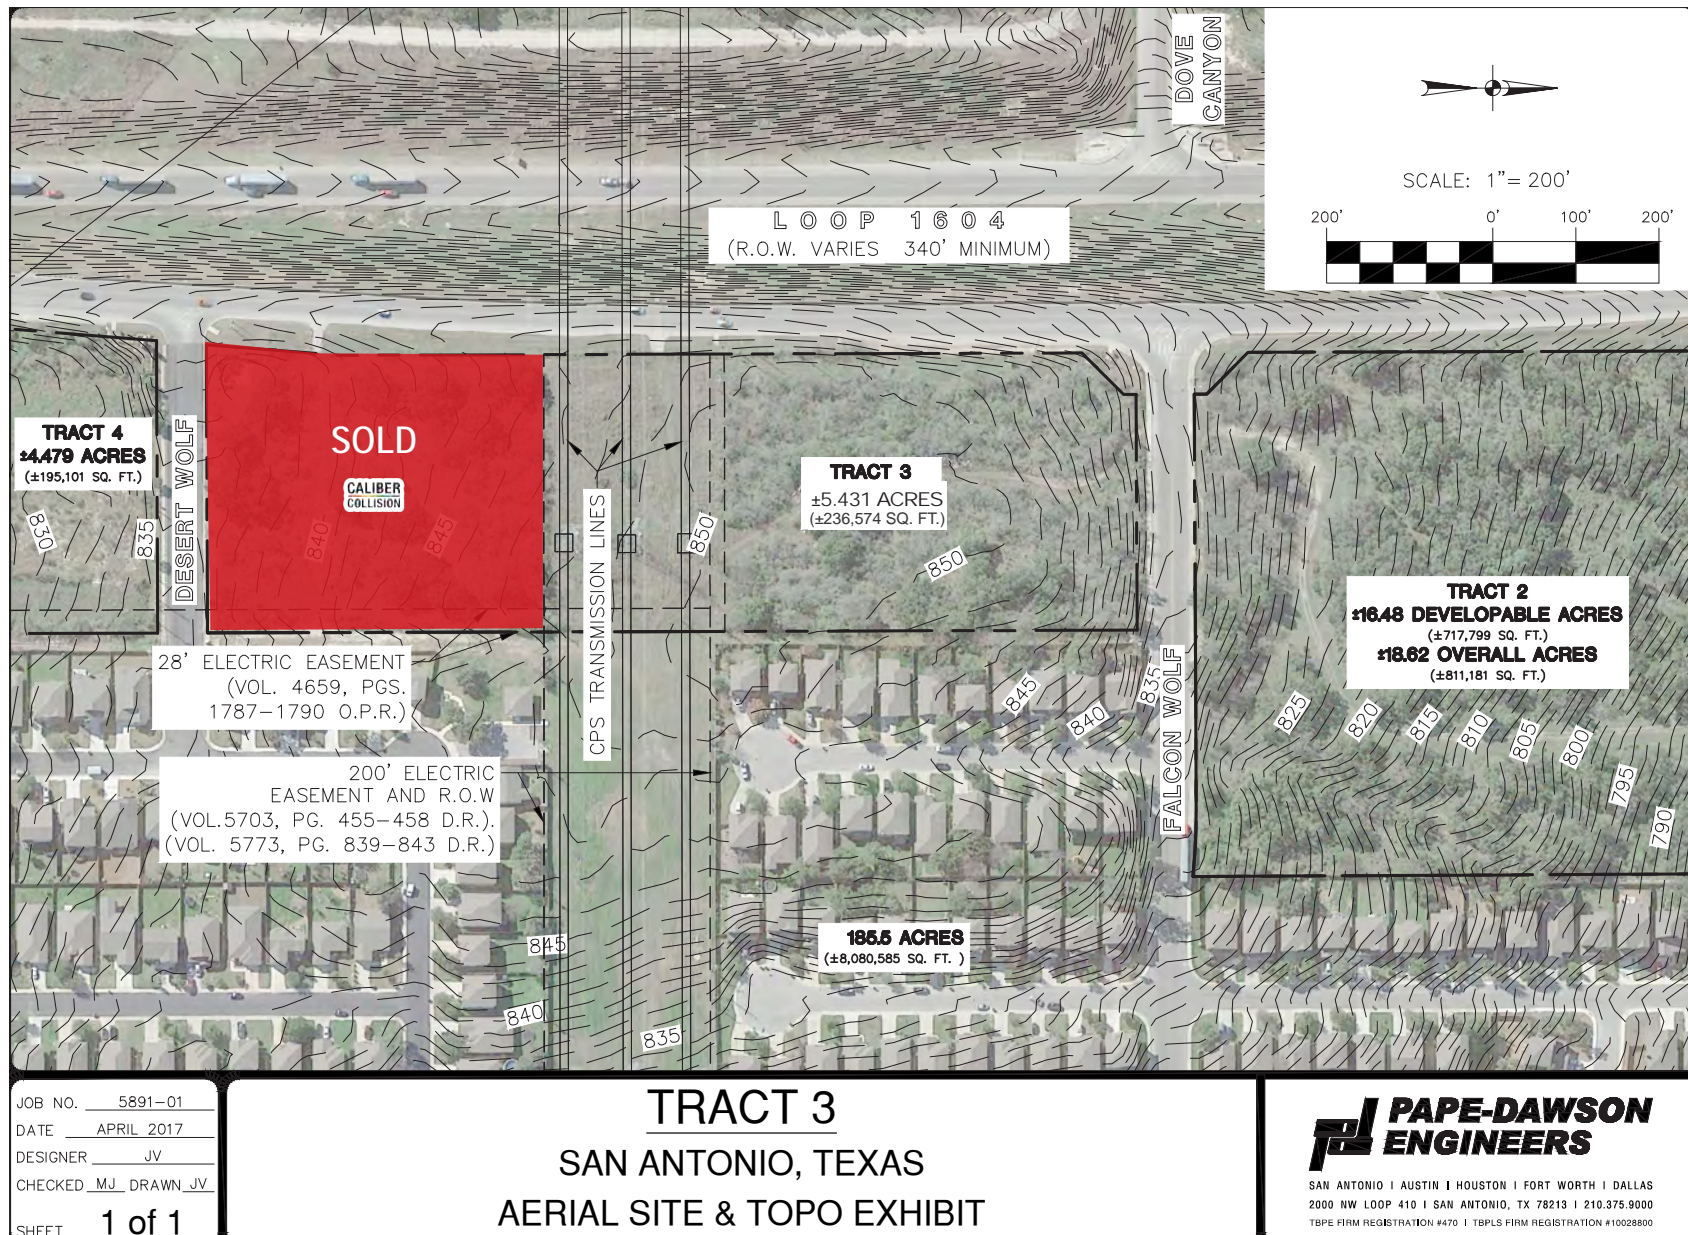 DOVE
CANYON
SCALE: 1"= 200'
200' 0' 100' 200'
LOOP 1604
(R.O.W. VARIES 340' MINIMUM)
TRACT 4
±4.479 ACRES
(±195,101 SQ. FT.)
DESERT WOLF
SOLD
CALIBER
COLLISION
830
835
840
845
CPS TRANSMISSION LINES
850
TRACT 3
±5.431 ACRES
(±236,574 SQ. FT.)
850
TRACT 2
±16.48 DEVELOPABLE ACRES
(±717,799 SQ. FT.)
±18.62 OVERALL ACRES
(±811,181 SQ. FT.)
28' ELECTRIC EASEMENT
(VOL. 4659, PGS.
1787-1790 O.P.R.)
200' ELECTRIC
EASEMENT AND R.O.W
(VOL.5703, PG. 455-458 D.R.)
(VOL. 5773, PG. 839-843 D.R.)
845
840
835
FALCON WOLF
825
820
815
810
805
800
795
790
185.5 ACRES
(±8,080,585 SQ. FT. )
845
840
835
JOB NO. 5891-01
DATE APRIL 2017
DESIGNER JV
CHECKED MJ DRAWN JV
SHEET 1 of 1
TRACT 3
SAN ANTONIO, TEXAS
AERIAL SITE & TOPO EXHIBIT
PAPE-DAWSON
ENGINEERS
SAN ANTONIO | AUSTIN | HOUSTON | FORT WORTH | DALLAS
2000 NW LOOP 410 | SAN ANTONIO, TX 78213 | 210.375.9000
TBPE FIRM REGISTRATION #470 | TBPLS FIRM REGISTRATION #10028800